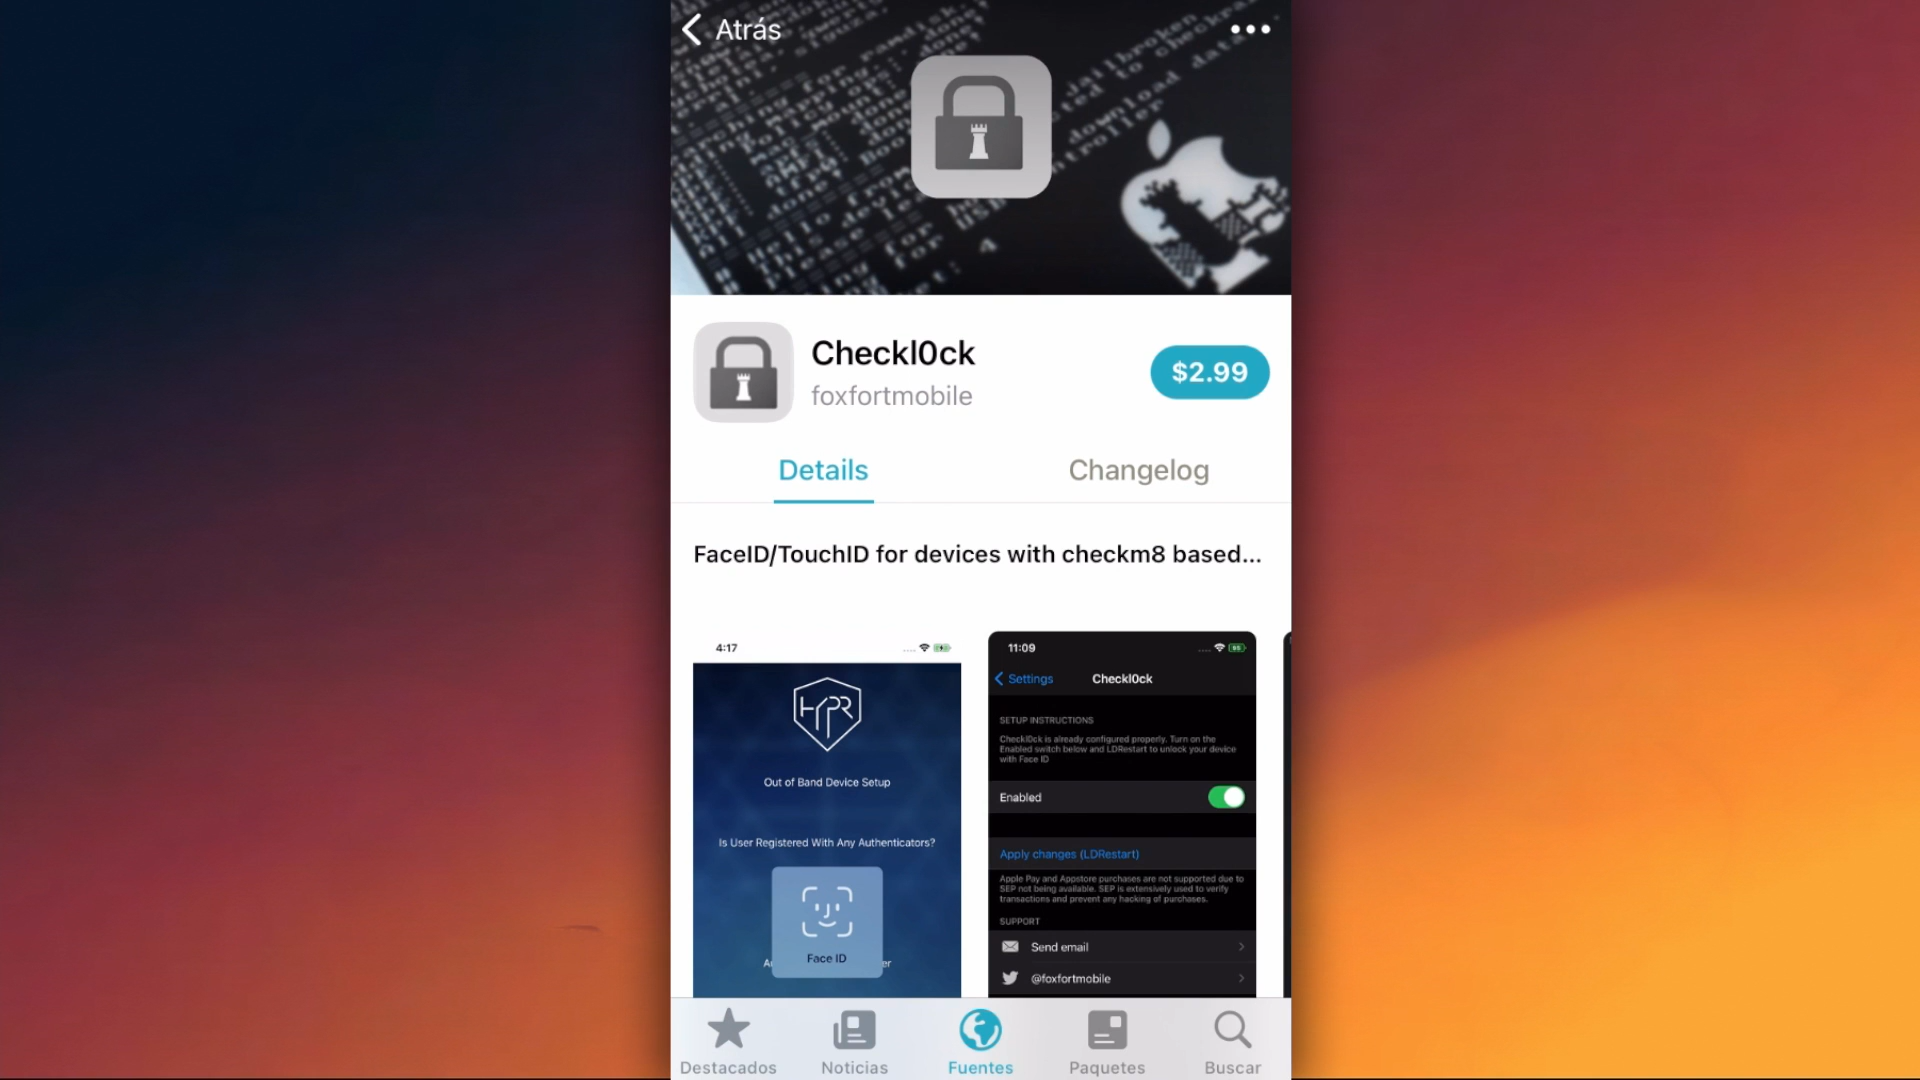 Atrás
Checkl0ck
foxfortmobile
$2.99
Details
Changelog
FaceID/TouchID for devices with checkm8 based...
4:17
HYPR
Out of Band Device Setup
Is User Registered With Any Authenticators?
Face ID
11:09
Settings
Checkl0ck
SETUP INSTRUCTIONS
Checkl0ck is already configured properly. Turn on the
Enabled switch below and LDRestart to unlock your device
with Face ID
Enabled
Apply changes (LDRestart)
Apple Pay and Appstore purchases are not supported due to
SEP not being available. SEP is extensively used to verify
transactions and prevent any hacking of purchases.
SUPPORT
Send email
@foxfortmobile
Destacados
Noticias
Fuentes
Paquetes
Buscar